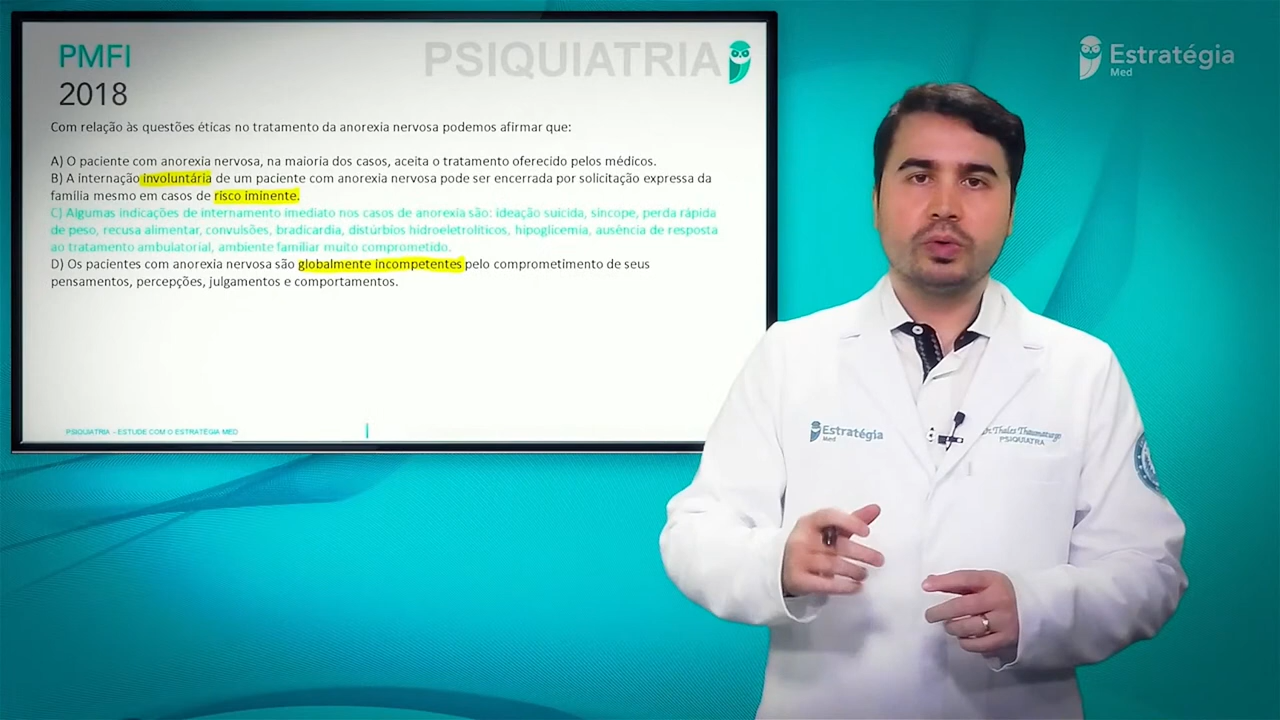 PMFI
2018
PSIQUIATRIA
Com relação às questões éticas no tratamento da anorexia nervosa podemos afirmar que:
A) O paciente com anorexia nervosa, na maioria dos casos, aceita o tratamento oferecido pelos médicos.
B) A internação involuntária de um paciente com anorexia nervosa pode ser encerrada por solicitação expressa da
família mesmo em casos de risco iminente.
C) Algumas indicações de internamento imediato nos casos de anorexia são: ideação suicida, síncope, perda rápida
de peso, recusa alimentar, convulsões, bradicardia, distúrbios hidroeletrolíticos, hipoglicemia, ausência de resposta
ao tratamento ambulatorial, ambiente familiar muito comprometido.
D) Os pacientes com anorexia nervosa são globalmente incompetentes pelo comprometimento de seus
pensamentos, percepções, julgamentos e comportamentos.
PSIQUIATRIA - ESTUDE COM O ESTRATÉGIA MED
Estratégia
Med
Estratégia
Med
Dr. Thales Thaumaturgo
PSIQUIATRA